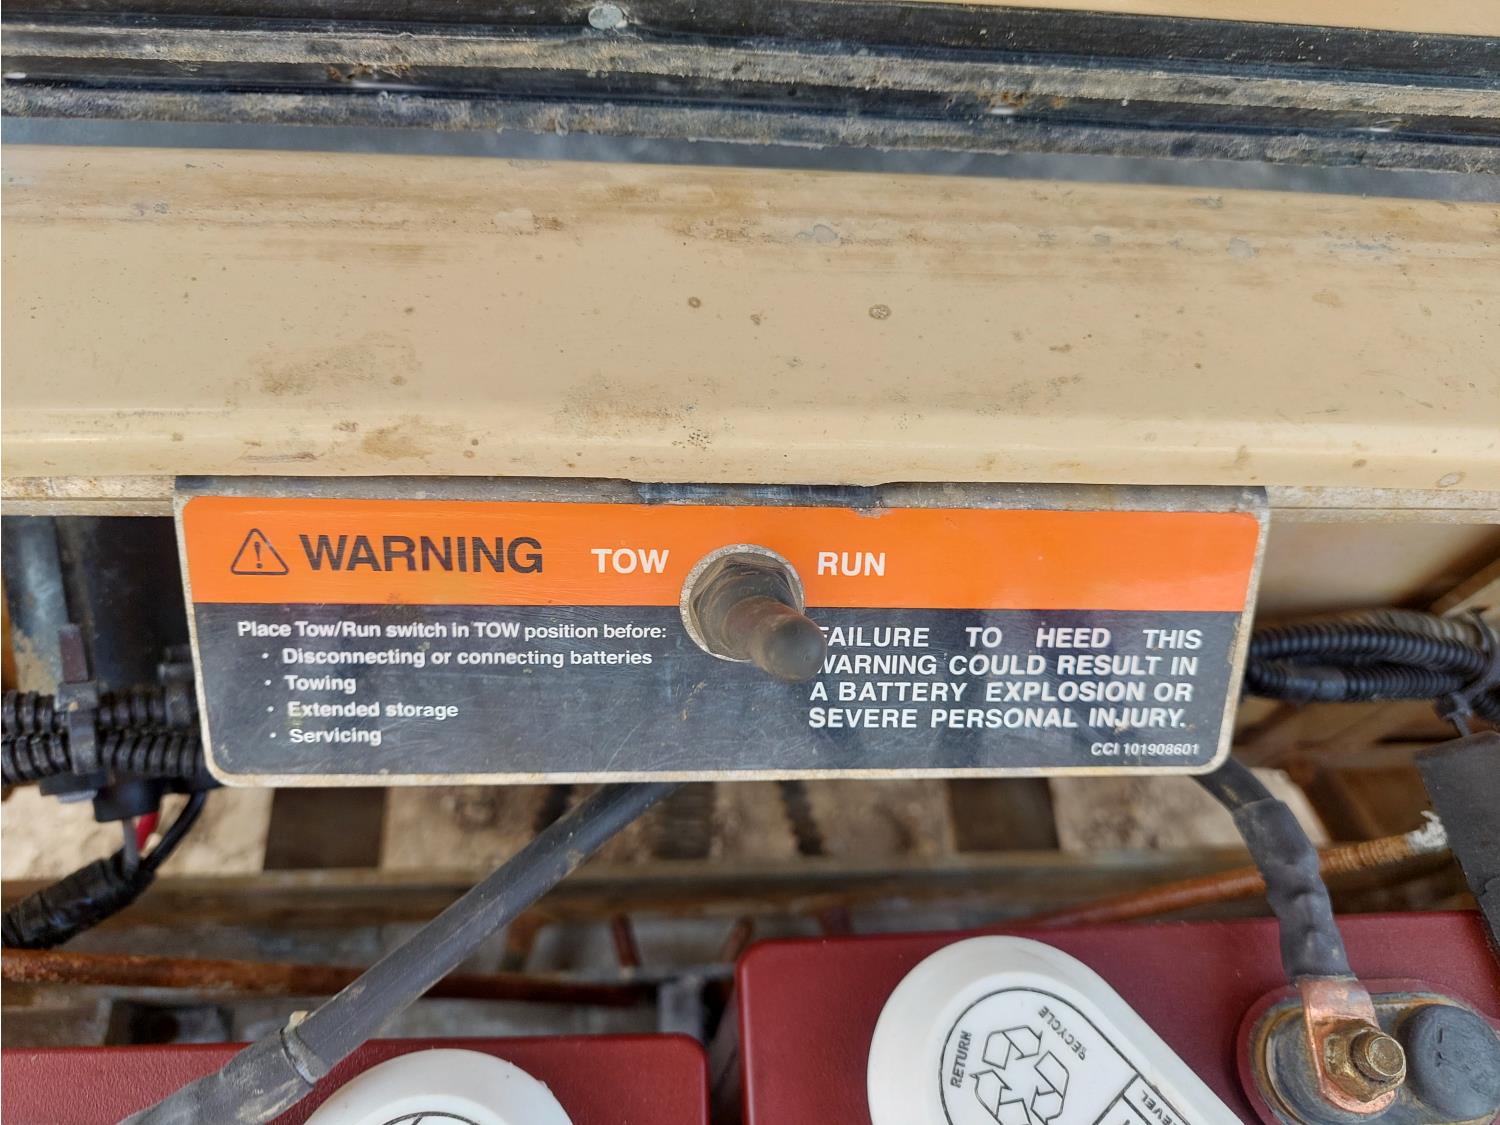 WARNING TOW RUN
Place Tow/Run switch in TOW position before:
· Disconnecting or connecting batteries
· Towing
· Extended storage
· Servicing
FAILURE TO HEED THIS
WARNING COULD RESULT IN
A BATTERY EXPLOSION OR
SEVERE PERSONAL INJURY.
CCI 101908601
RETURN
RECYCLE
LEVEL